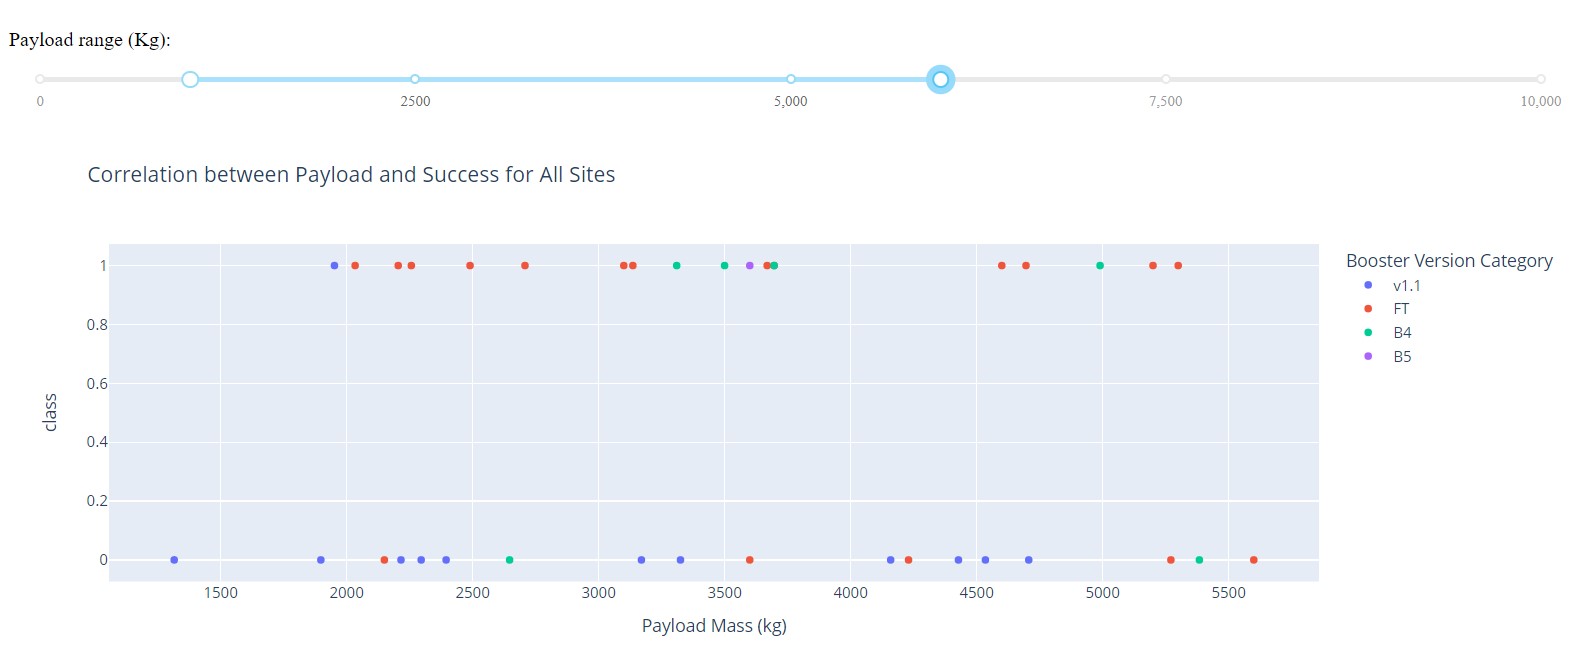 Payload range (Kg):
0 2500 5,000 7,500 10,000
Correlation between Payload and Success for All Sites
Booster Version Category
v1.1
FT
B4
B5
1
0.8
0.6
0.4
0.2
0
class
1500 2000 2500 3000 3500 4000 4500 5000 5500
Payload Mass (kg)